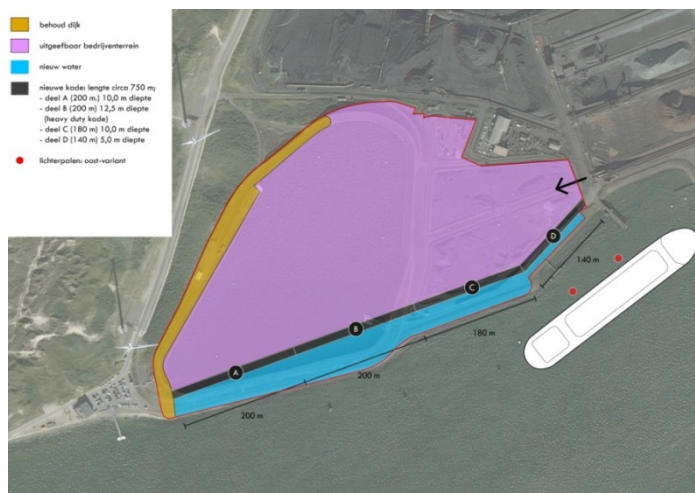 behoud dijk
uitgeefbaar bedrijventerrein
nieuw water
nieuwe kade: lengte circa 750 m;
- deel A (200 m.) 10,0 m diepte
- deel B (200 m) 12,5 m diepte
(heavy duty kade)
- deel C (180 m) 10,0 m diepte
- deel D (140 m) 5,0 m diepte
lichterpalen: oost-variant
D
140 m
C
B
180 m
A
200 m
200 m